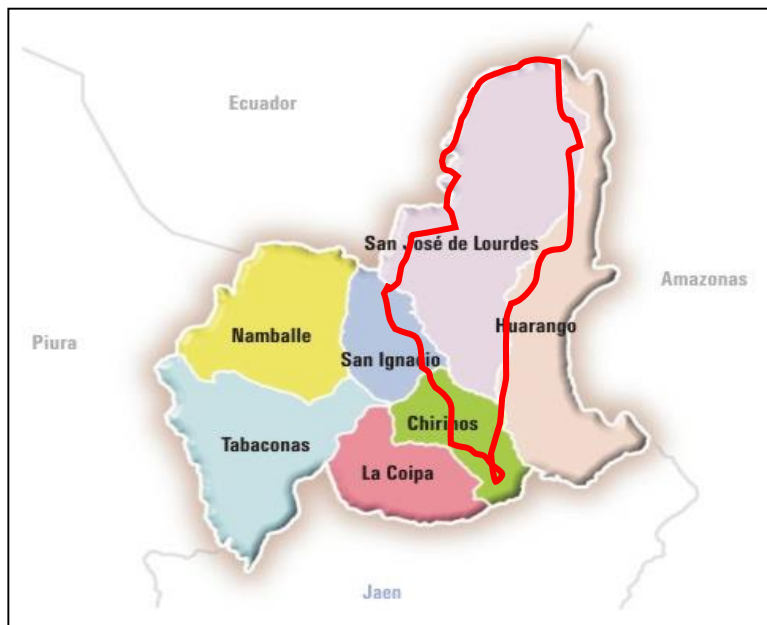 Ecuador
San José de Lourdes
Amazonas
Huarango
Namballe
Piura
San Ignacio
Chirinos
Tabaconas
La Coipa
Jaen